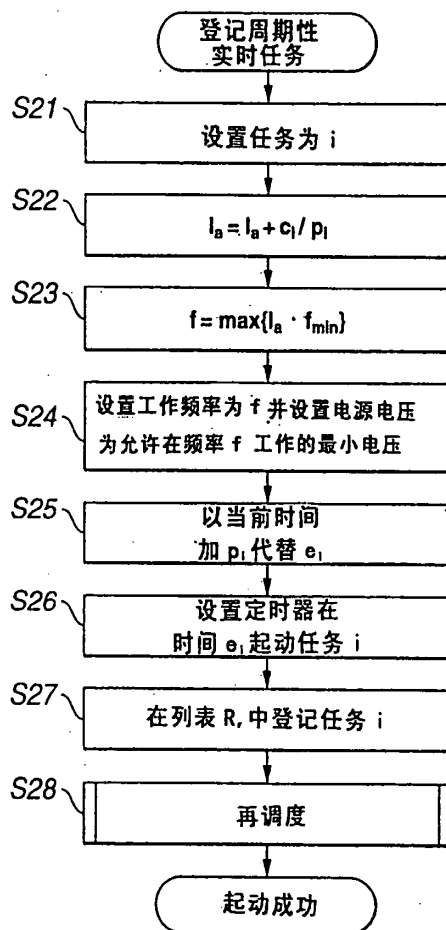 登记周期性
实时任务
S21
设置任务为 i
S22
lₐ = lₐ + cᵢ / pᵢ
S23
f = max{lₐ · fₘᵢₙ}
S24
设置工作频率为 f 并设置电源电压
为允许在频率 f 工作的最小电压
S25
以当前时间
加 pᵢ 代替 eᵢ
S26
设置定时器在
时间 eᵢ 起动任务 i
S27
在列表 Rᵣ 中登记任务 i
S28
再调度
起动成功